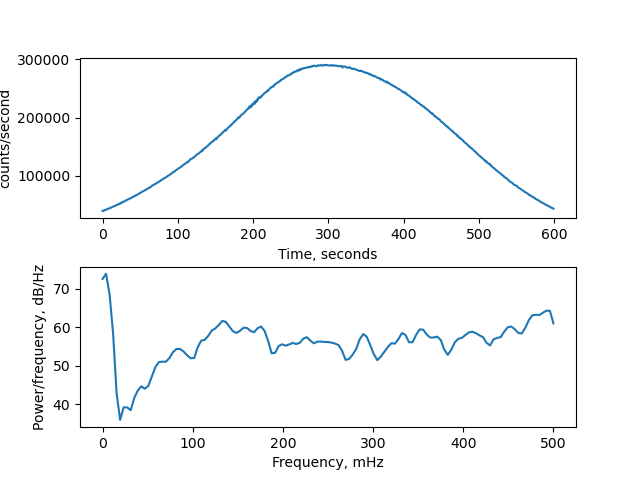 300000
200000
100000
counts/second
0 100 200 300 400 500 600
Time, seconds
70
60
50
40
Power/frequency, dB/Hz
0 100 200 300 400 500
Frequency, mHz